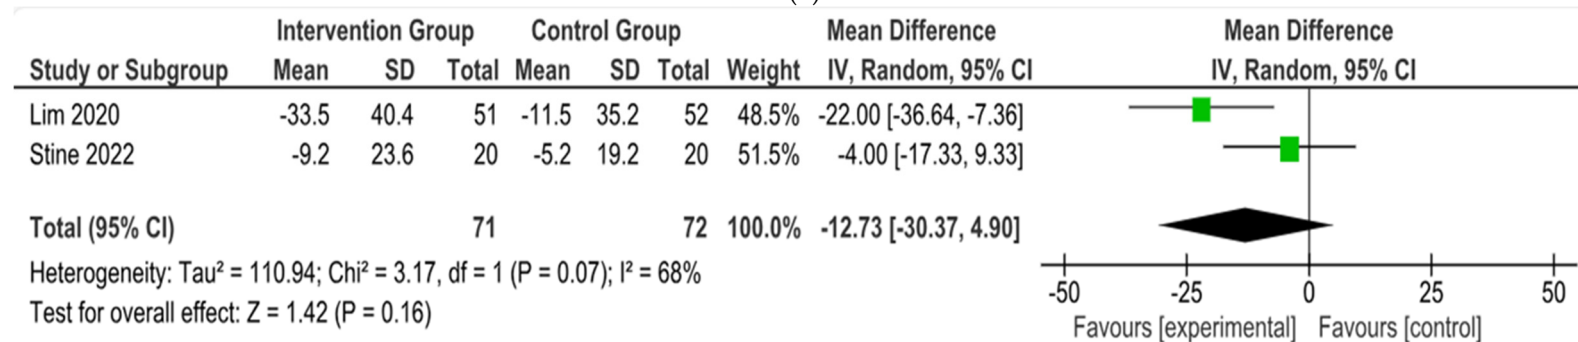 Intervention Group Control Group Mean Difference Mean Difference
Study or Subgroup Mean SD Total Mean SD Total Weight IV, Random, 95% CI IV, Random, 95% CI
Lim 2020 -33.5 40.4 51 -11.5 35.2 52 48.5% -22.00 [-36.64, -7.36]
Stine 2022 -9.2 23.6 20 -5.2 19.2 20 51.5% -4.00 [-17.33, 9.33]
Total (95% CI) 71 72 100.0% -12.73 [-30.37, 4.90]
Heterogeneity: Tau² = 110.94; Chi² = 3.17, df = 1 (P = 0.07); I² = 68%
Test for overall effect: Z = 1.42 (P = 0.16)
-50 -25 0 25 50
Favours [experimental] Favours [control]